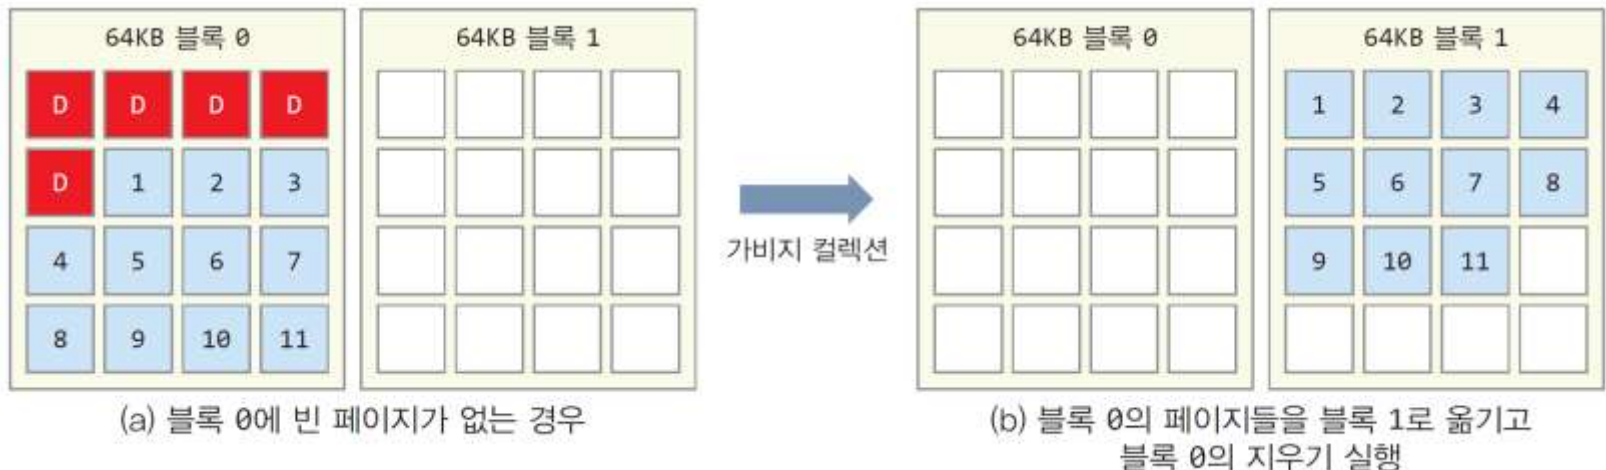 64KB 블록 0
64KB 블록 1
D D D D
D 1 2 3
4 5 6 7
8 9 10 11
(a) 블록 0에 빈 페이지가 없는 경우
가비지 컬렉션
64KB 블록 0
64KB 블록 1
1 2 3 4
5 6 7 8
9 10 11
(b) 블록 0의 페이지들을 블록 1로 옮기고
블록 0의 지우기 실행